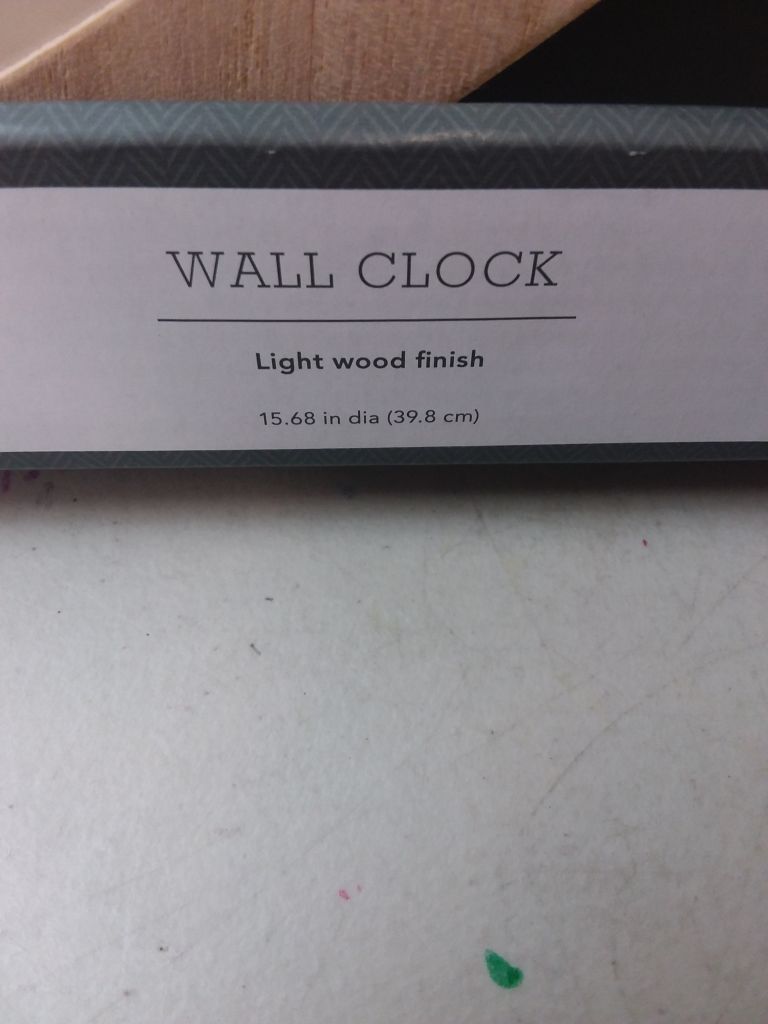 WALL CLOCK
Light wood finish
15.68 in dia (39.8 cm)